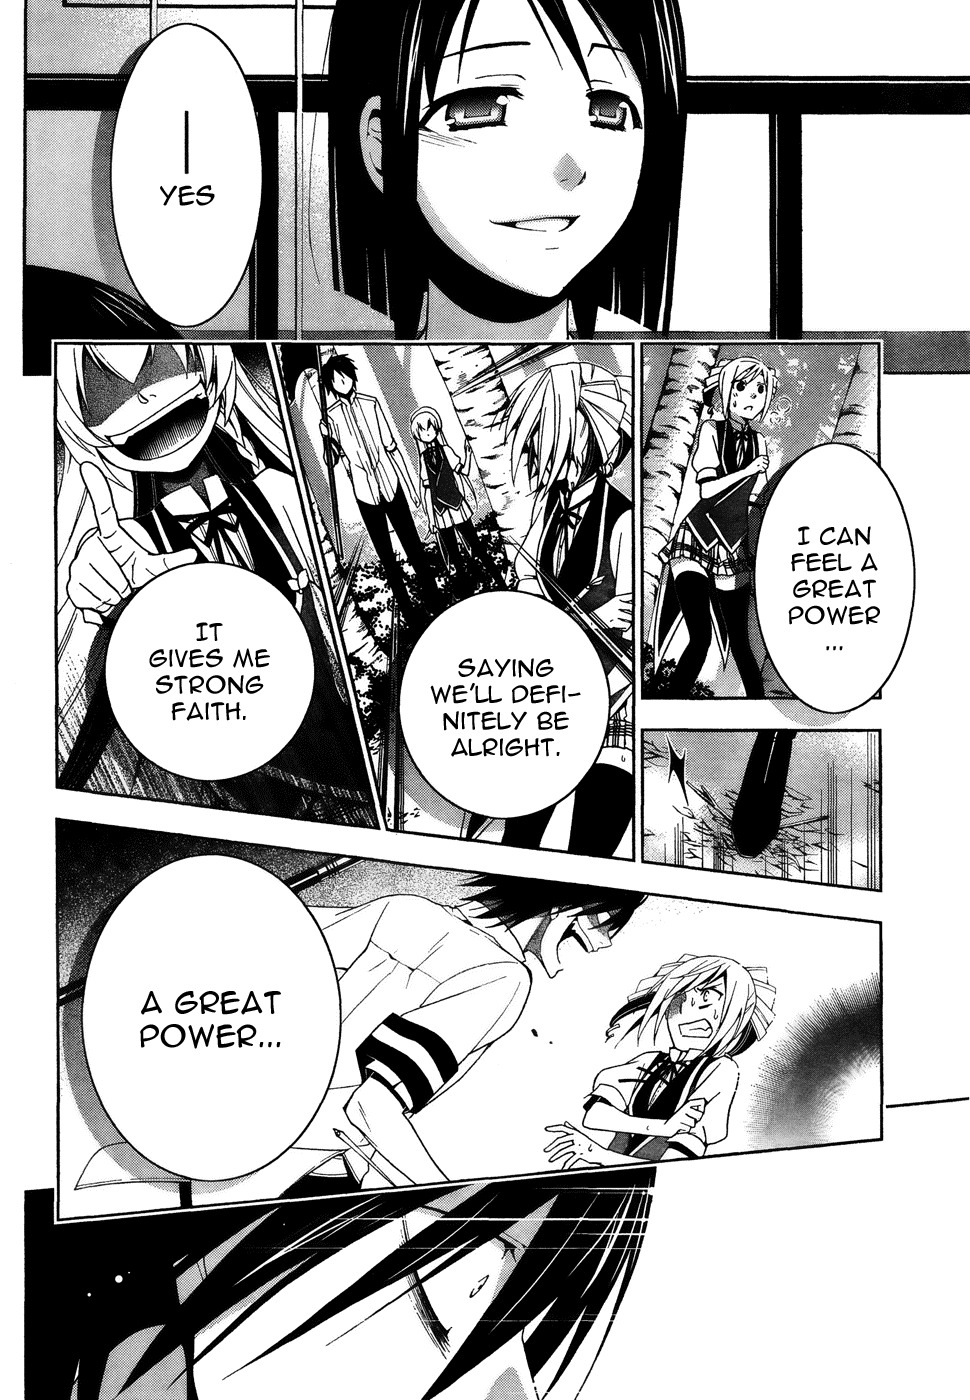 —
YES
I CAN
FEEL A
GREAT
POWER
...
SAYING
WE'LL DEFI-
NITELY BE
ALRIGHT.
IT
GIVES ME
STRONG
FAITH.
A GREAT
POWER...